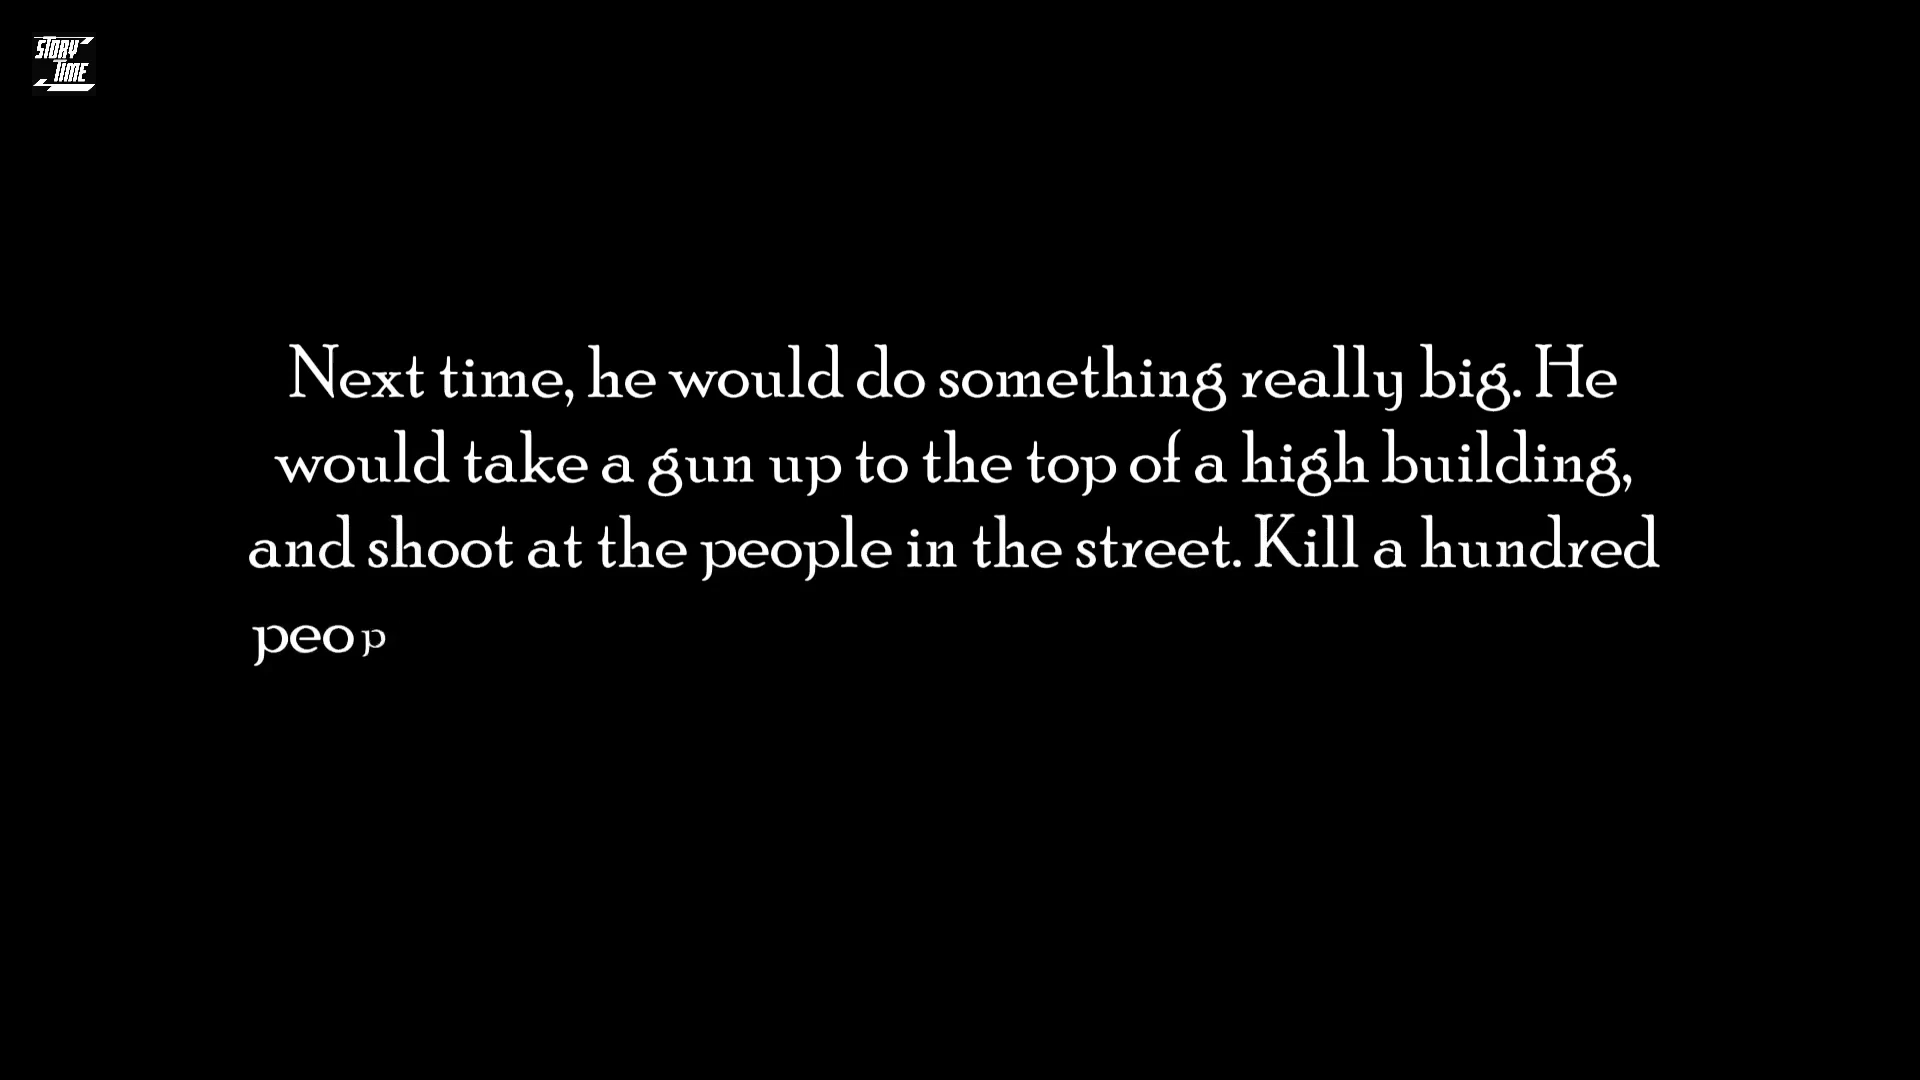 STORY
TIME
Next time, he would do something really big. He
would take a gun up to the top of a high building,
and shoot at the people in the street. Kill a hundred
peop